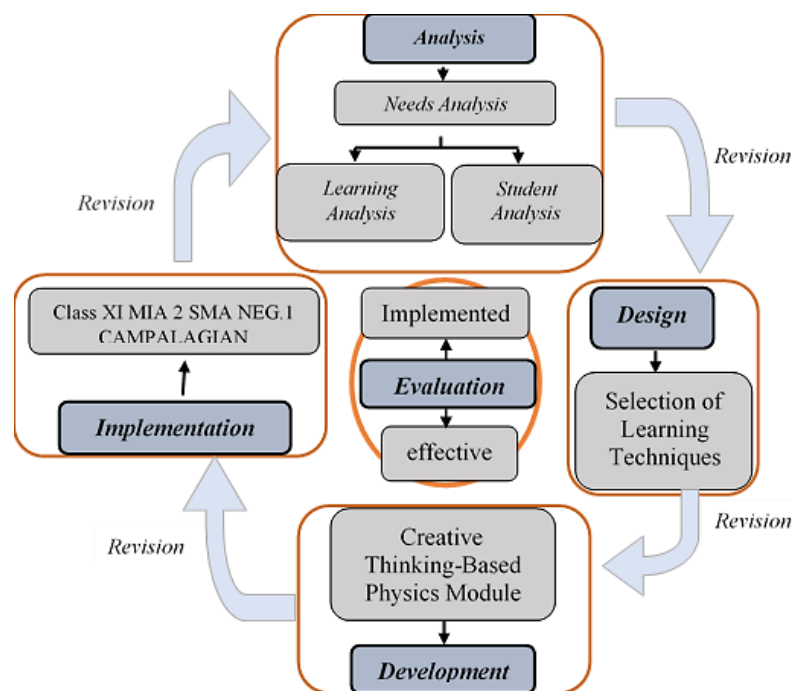 Analysis
Needs Analysis
Learning
Analysis
Student
Analysis
Revision
Revision
Class XI MIA 2 SMA NEG.1
CAMPALAGIAN
Implementation
Implemented
Evaluation
effective
Design
Selection of
Learning
Techniques
Revision
Revision
Creative
Thinking-Based
Physics Module
Development